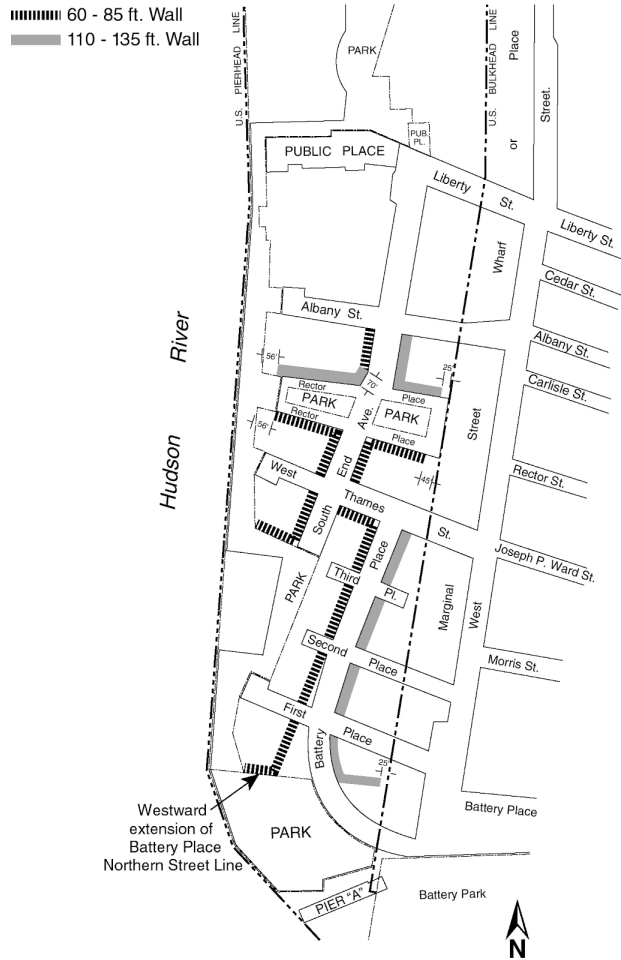 60 - 85 ft. Wall
110 - 135 ft. Wall
U.S. PIERHEAD LINE
PARK
U.S. BULKHEAD LINE
Place
or
Street.
PUB.
PL.
PUBLIC PLACE
Liberty
St.
Liberty St.
Wharf
Cedar St.
Albany St.
Albany St.
River
Hudson
56'
70'
25'
Rector
Place
Carlisle St.
PARK
PARK
Ave.
Rector
Place
56'
Street
End
45'
Rector St.
West
Thames
St.
South
Place
Joseph P. Ward St.
Third
Pl.
PARK
Marginal
West
Second
Place
Morris St.
First
Place
Battery
25'
Battery Place
Westward
extension of
Battery Place
Northern Street Line
PARK
PIER "A"
Battery Park
N